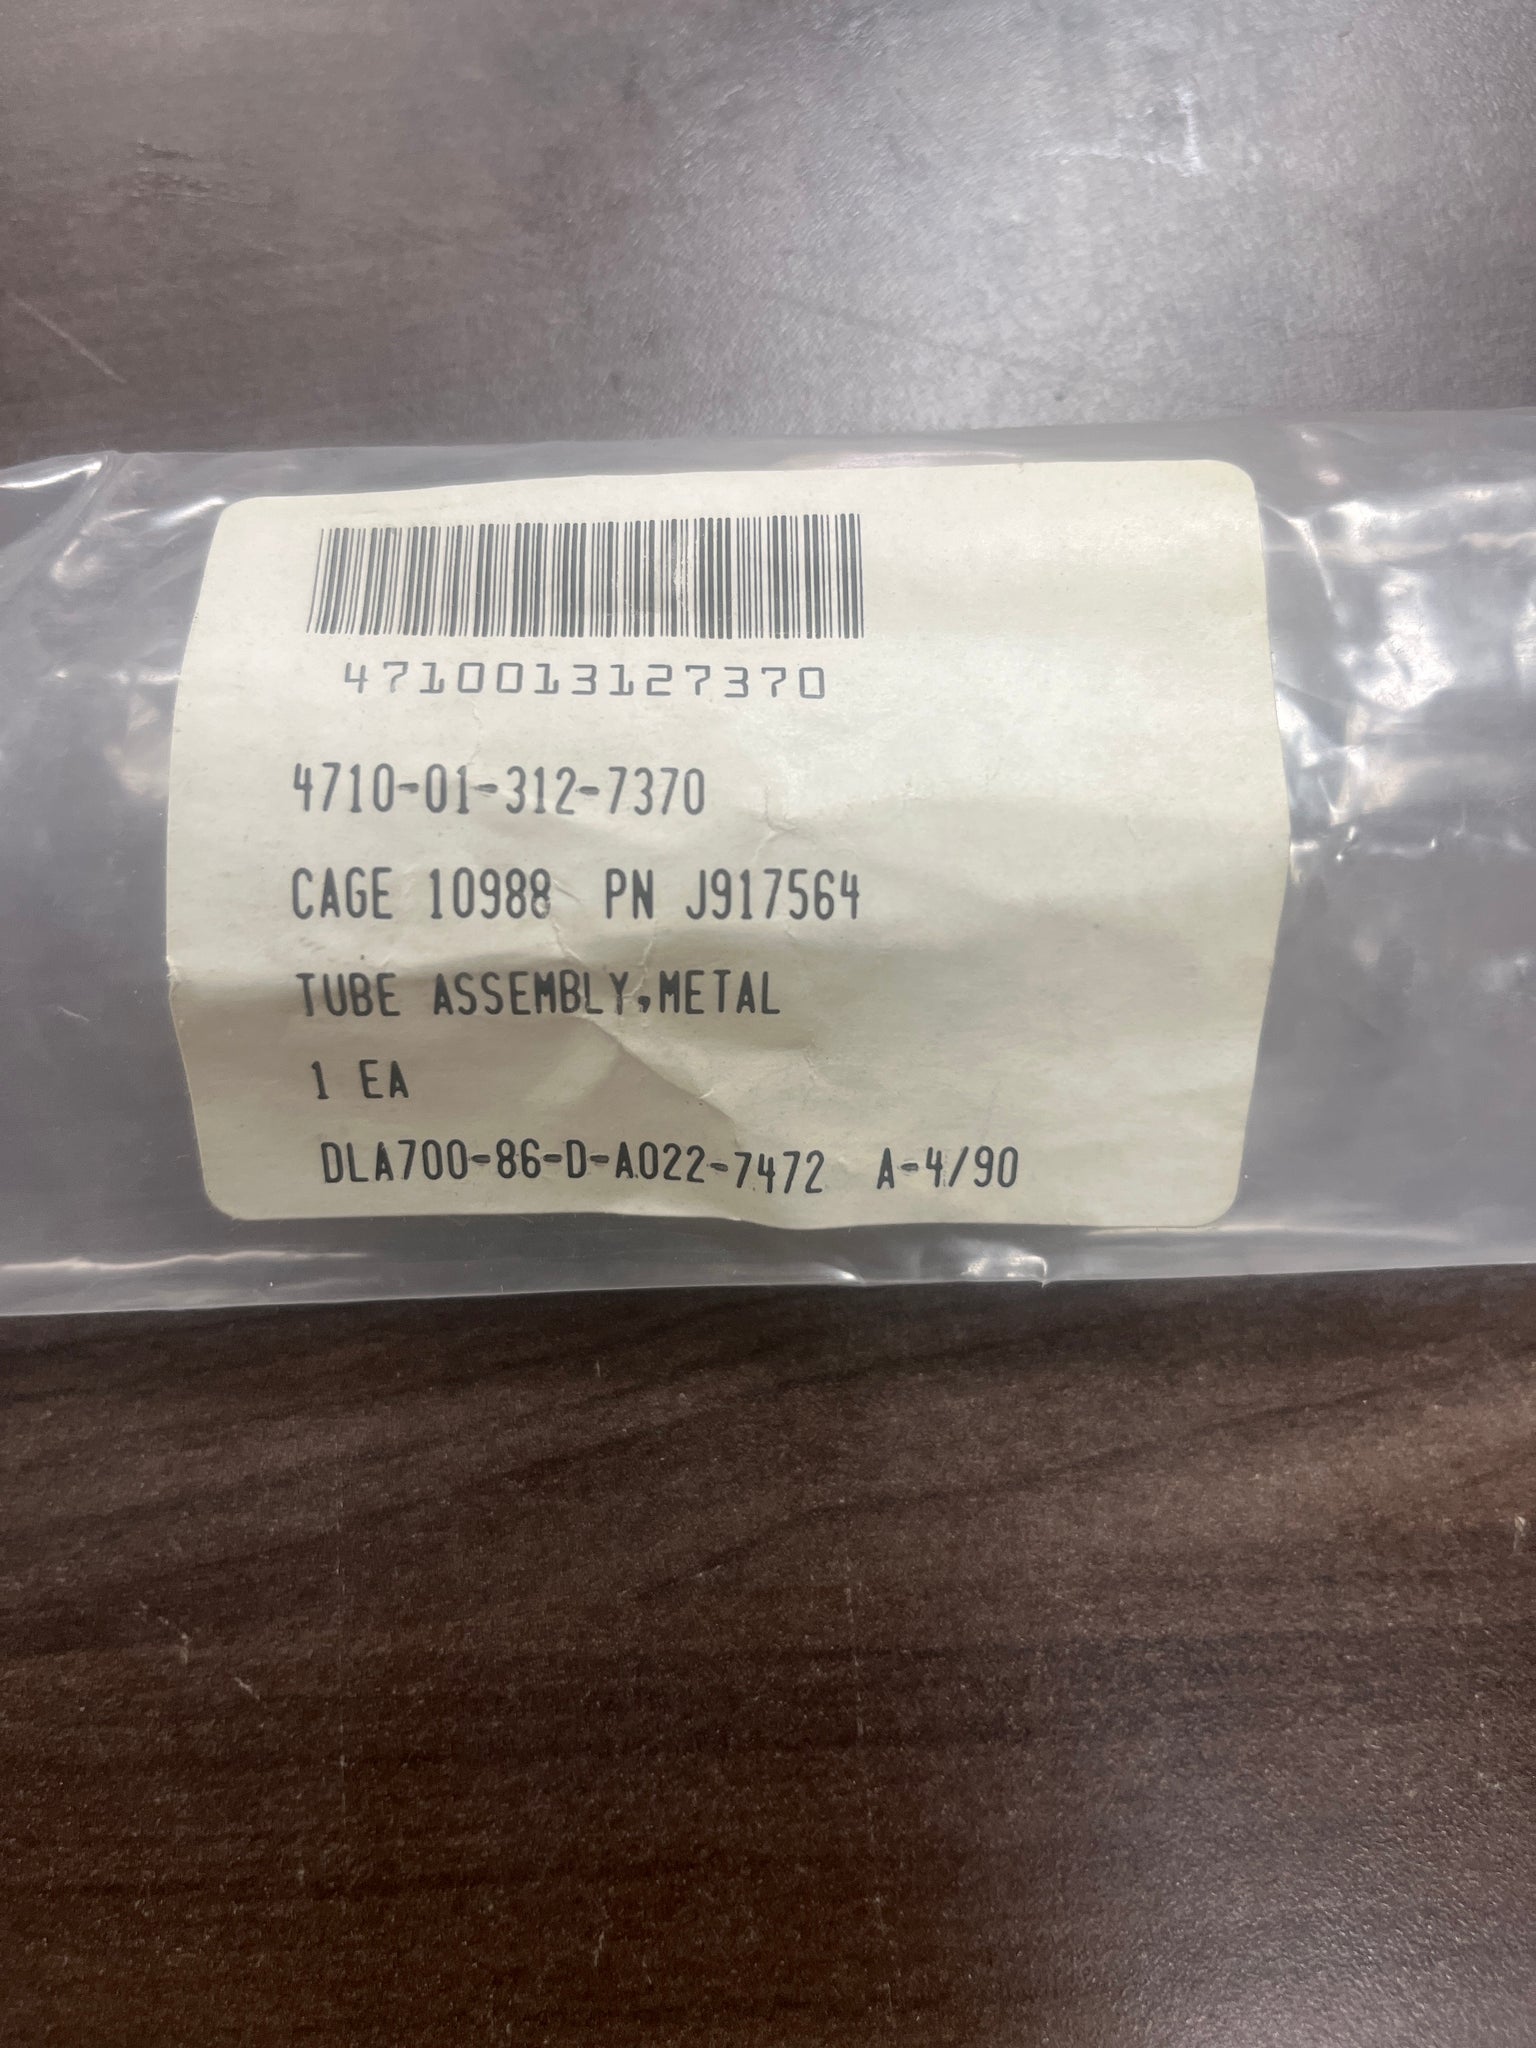 4710013127370
4710-01-312-7370
CAGE 10988 PN J917564
TUBE ASSEMBLY,METAL
1 EA
DLA700-86-D-A022-7472 A-4/90